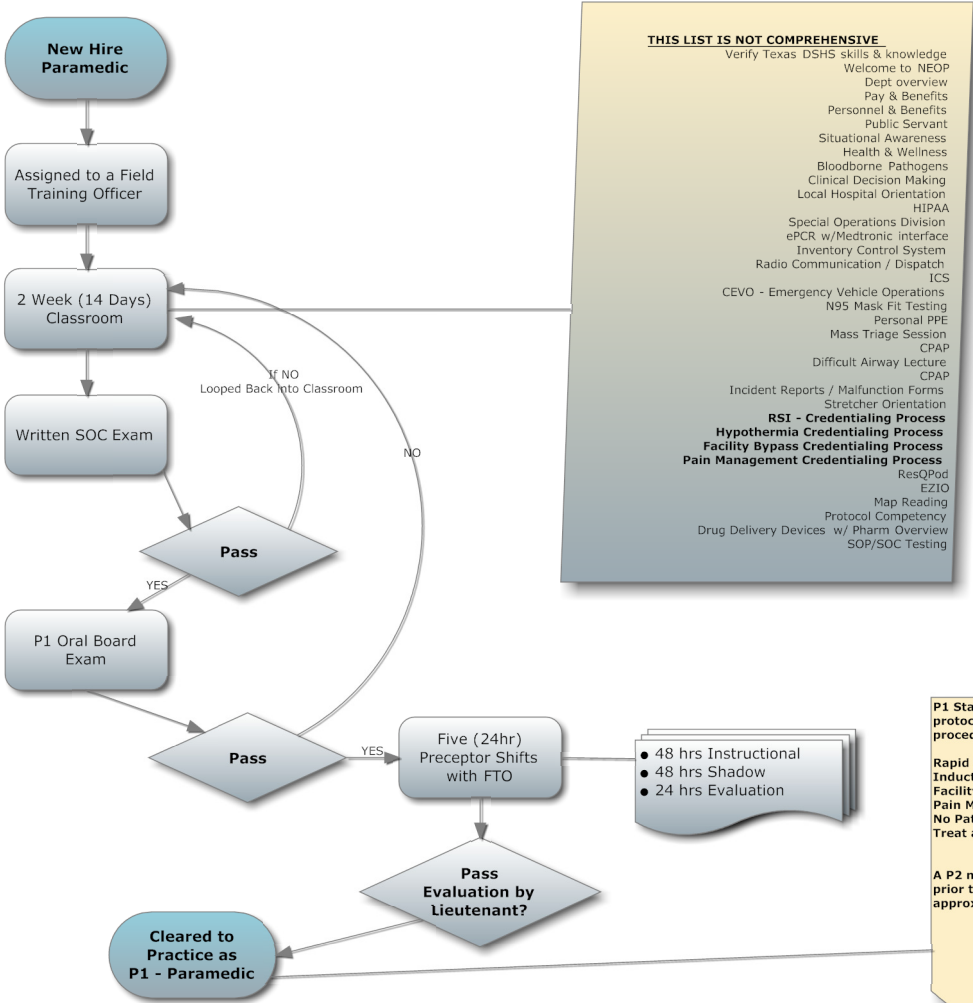 New Hire
Paramedic
Assigned to a Field
Training Officer
2 Week (14 Days)
Classroom
If NO
Looped Back into Classroom
Written SOC Exam
NO
Pass
YES
P1 Oral Board
Exam
Pass
YES
Five (24hr)
Preceptor Shifts
with FTO
● 48 hrs Instructional
● 48 hrs Shadow
● 24 hrs Evaluation
Pass
Evaluation by
Lieutenant?
Cleared to
Practice as
P1 - Paramedic
THIS LIST IS NOT COMPREHENSIVE
Verify Texas DSHS skills & knowledge
Welcome to NEOP
Dept overview
Pay & Benefits
Personnel & Benefits
Public Servant
Situational Awareness
Health & Wellness
Bloodborne Pathogens
Clinical Decision Making
Local Hospital Orientation
HIPAA
Special Operations Division
ePCR w/Medtronic interface
Inventory Control System
Radio Communication / Dispatch
ICS
CEVO - Emergency Vehicle Operations
N95 Mask Fit Testing
Personal PPE
Mass Triage Session
CPAP
Difficult Airway Lecture
CPAP
Incident Reports / Malfunction Forms
Stretcher Orientation
RSI - Credentialing Process
Hypothermia Credentialing Process
Facility Bypass Credentialing Process
Pain Management Credentialing Process
ResQPod
EZIO
Map Reading
Protocol Competency
Drug Delivery Devices w/ Pharm Overview
SOP/SOC Testing
P1
Rapid
No
Treat
A P2
prior